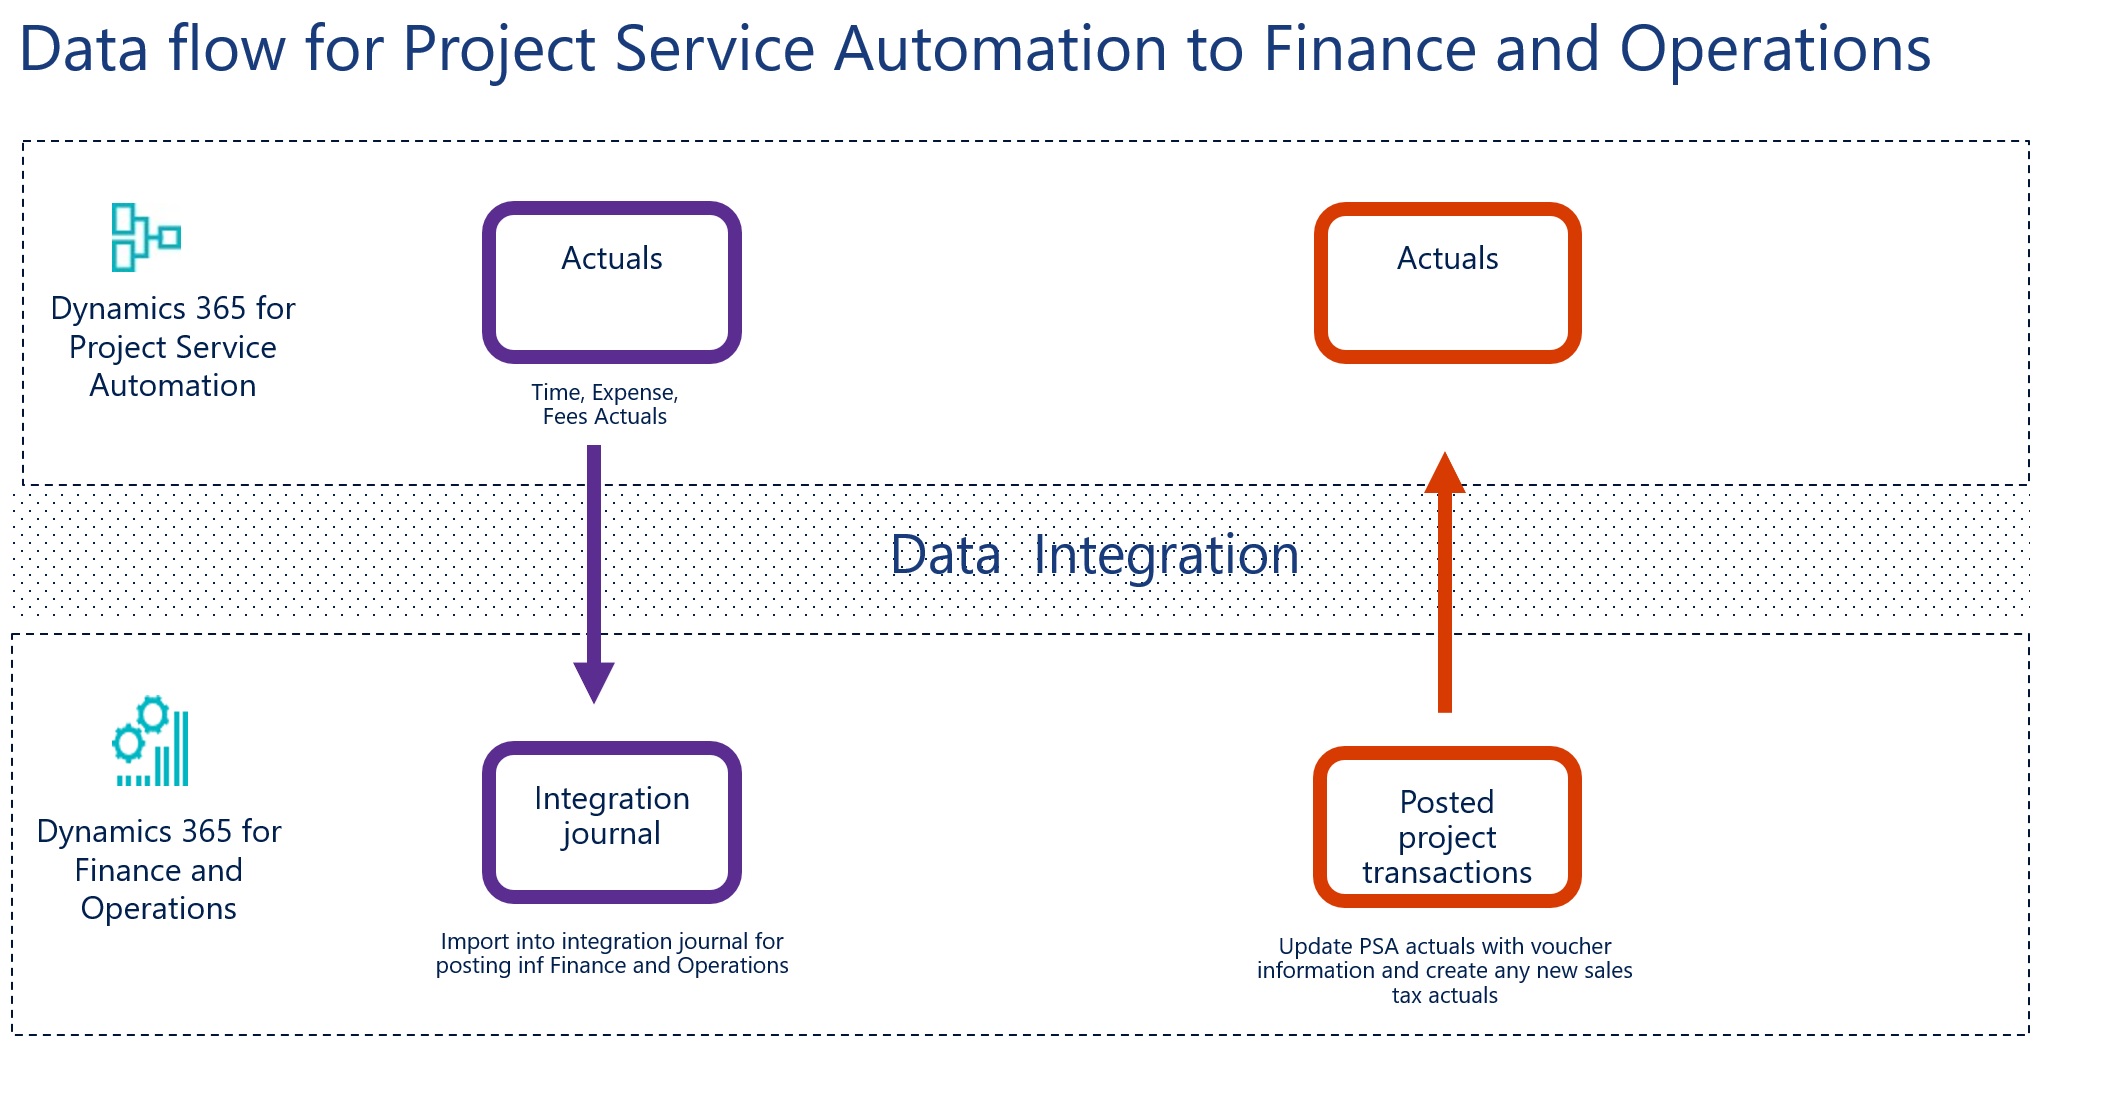 Data flow for Project Service Automation to Finance and Operations
Dynamics 365 for
Project Service
Automation
Actuals
Time, Expense,
Fees Actuals
Actuals
Data Integration
Dynamics 365 for
Finance and
Operations
Integration
journal
Import into integration journal for
posting inf Finance and Operations
Posted
project
transactions
Update PSA actuals with voucher
information and create any new sales
tax actuals